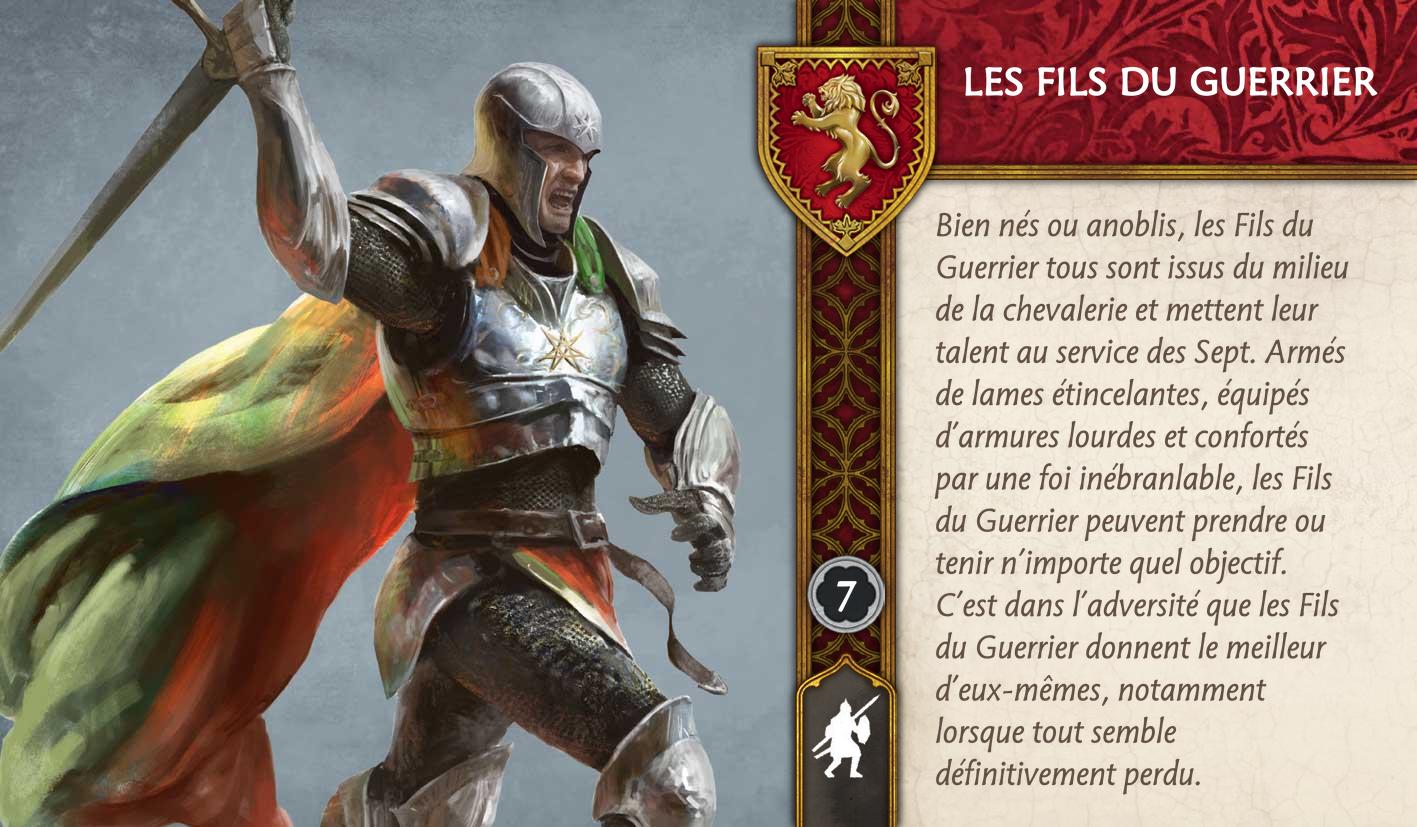 LES FILS DU GUERRIER
Bien nés ou anoblis, les Fils du
Guerrier tous sont issus du milieu
de la chevalerie et mettent leur
talent au service des Sept. Armés
de lames étincelantes, équipés
d’armures lourdes et confortés
par une foi inébranlable, les Fils
du Guerrier peuvent prendre ou
tenir n’importe quel objectif.
C’est dans l’adversité que les Fils
du Guerrier donnent le meilleur
d’eux-mêmes, notamment
lorsque tout semble
définitivement perdu.
7